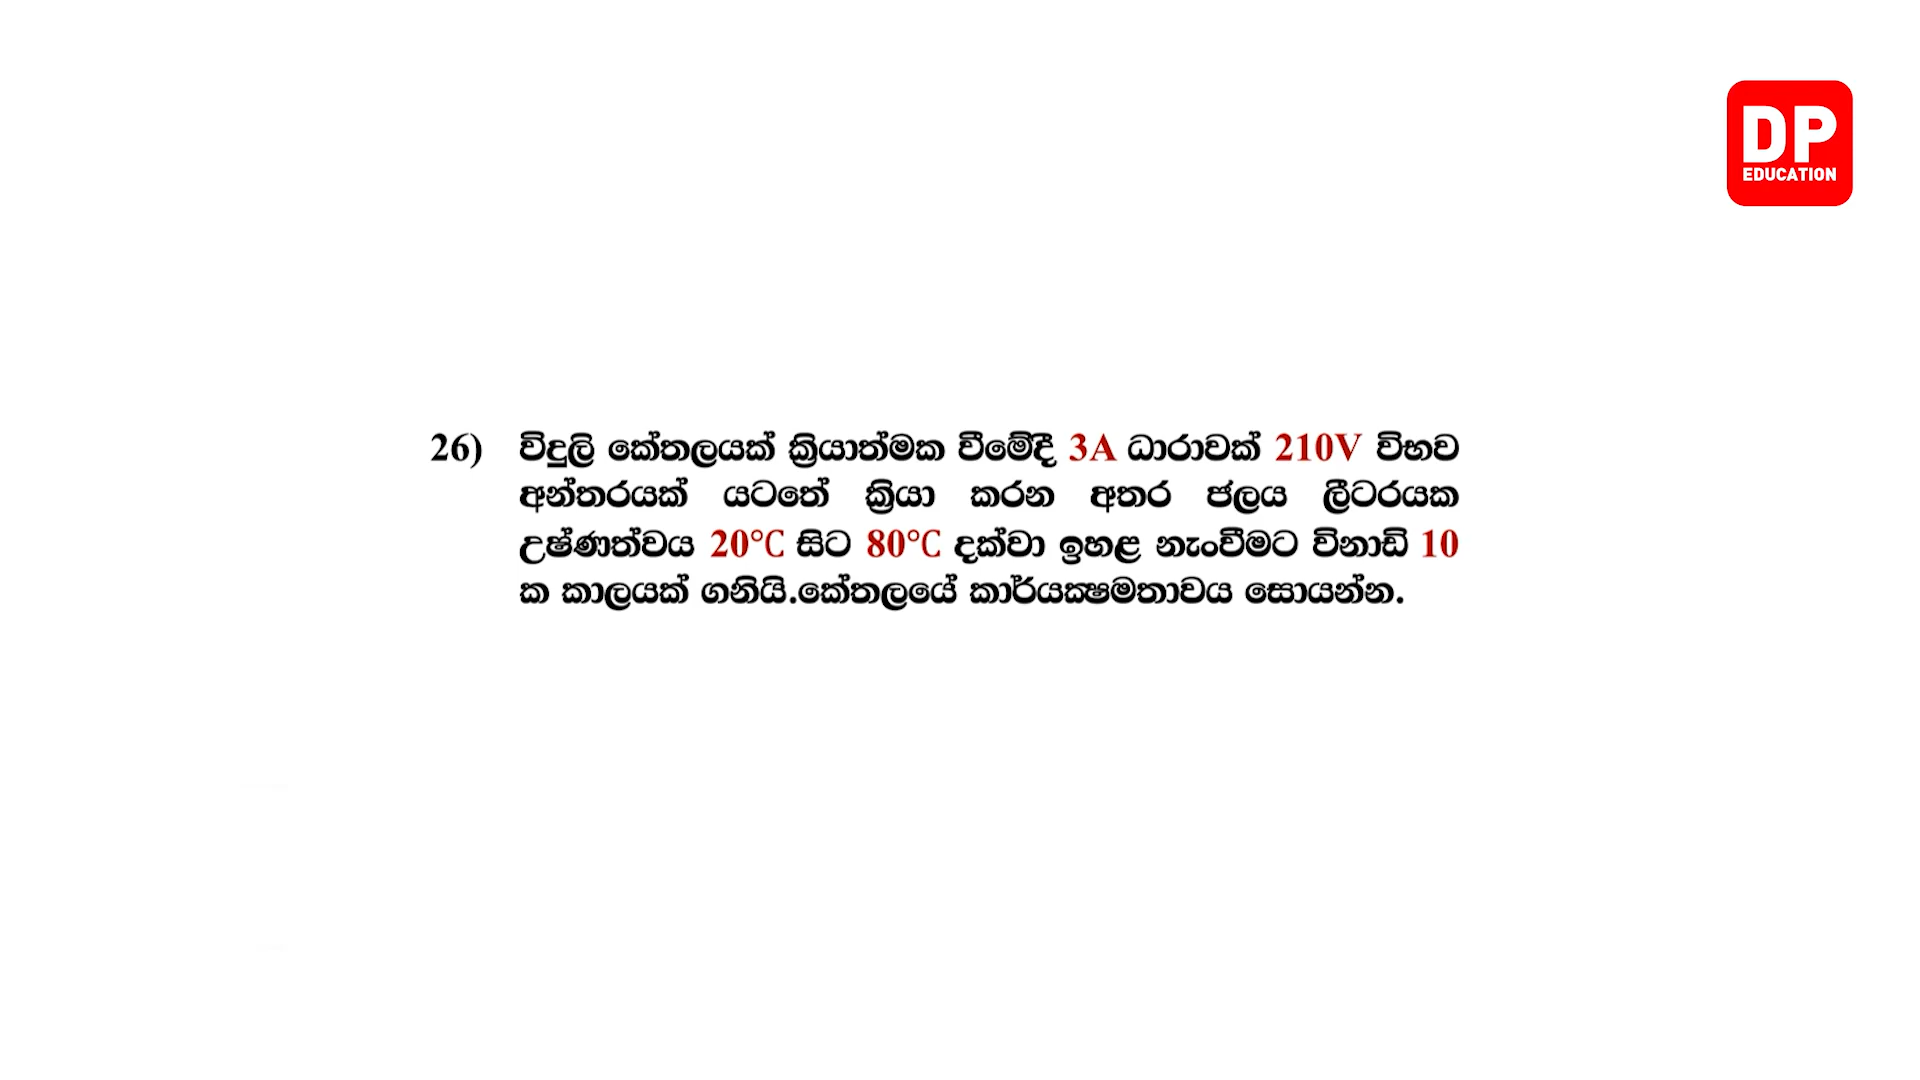 DP
EDUCATION
26) විදුලි කේතලයක් ක්‍රියාත්මක වීමේදී 3A ධාරාවක් 210V විභව
අන්තරයක් යටතේ ක්‍රියා කරන අතර ජලය ලීටරයක
උෂ්ණත්වය 20°C සිට 80°C දක්වා ඉහළ නැංවීමට විනාඩි 10
ක කාලයක් ගනියි.කේතලයේ කාර්යක්‍ෂමතාවය සොයන්න.